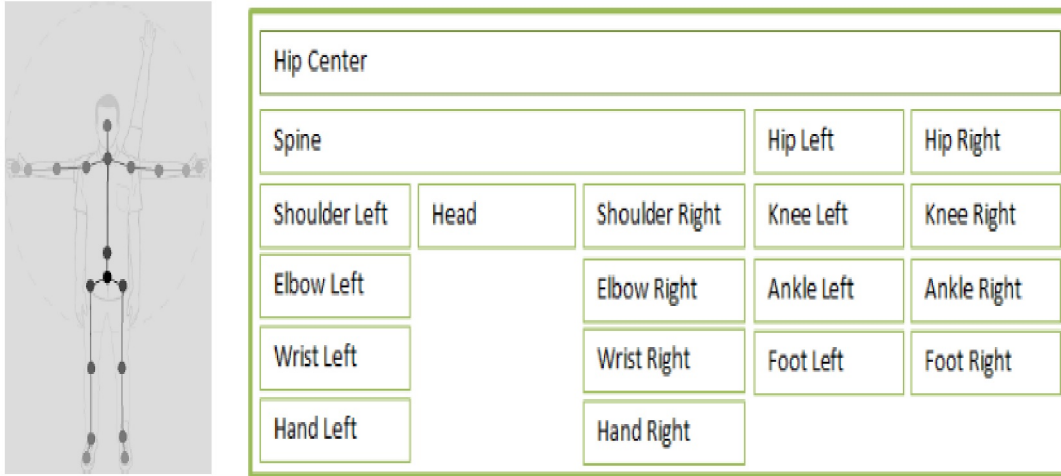 Hip Center
Spine Hip Left Hip Right
Shoulder Left Head Shoulder Right Knee Left Knee Right
Elbow Left Elbow Right Ankle Left Ankle Right
Wrist Left Wrist Right Foot Left Foot Right
Hand Left Hand Right